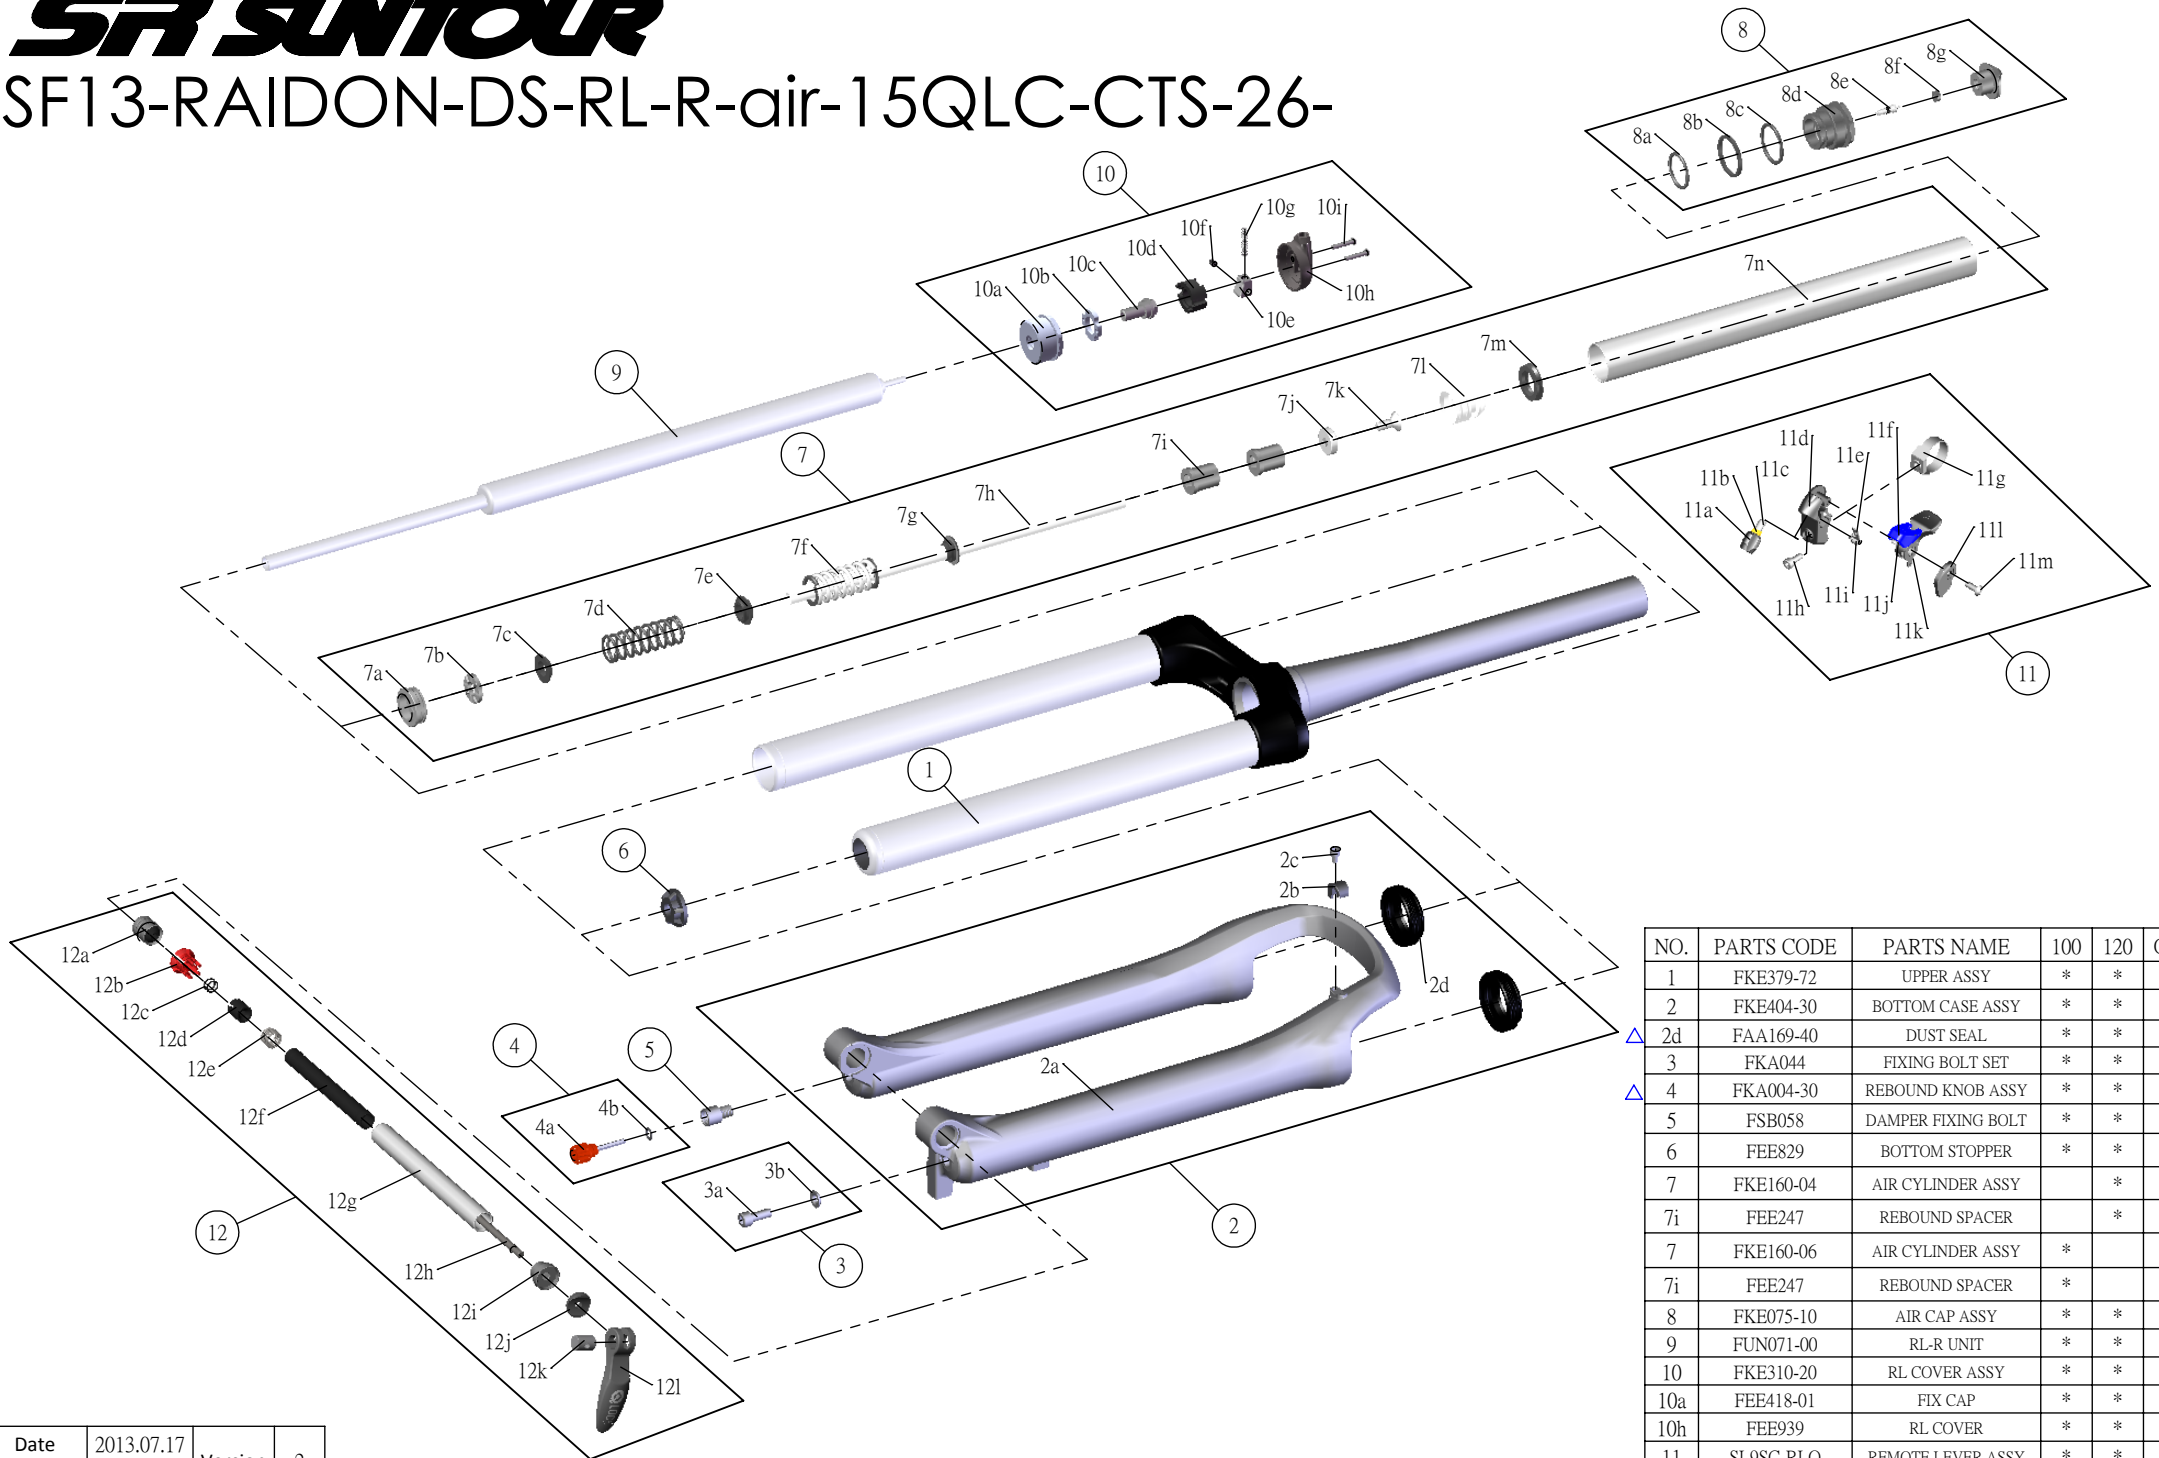 SR SUNTOUR
SF13-RAIDON-DS-RL-R-air-15QLC-CTS-26-
8
8a
8b
8c
8d
8e
8f
8g
10
10a
10b
10c
10d
10f
10g
10i
10h
10e
9
7
7a
7b
7c
7d
7e
7f
7g
7h
7i
7j
7k
7l
7m
7n
11a
11b
11c
11d
11e
11f
11g
11h
11i
11j
11k
11l
11m
11
1
6
2c
2b
2d
2a
2
4
4a
4b
5
3a
3b
3
12a
12b
12c
12d
12e
12f
12g
12h
12i
12j
12k
12l
12
NO. PARTS CODE PARTS NAME 100 120
1 FKE379-72 UPPER ASSY * *
2 FKE404-30 BOTTOM CASE ASSY * *
△ 2d FAA169-40 DUST SEAL * *
3 FKA044 FIXING BOLT SET * *
△ 4 FKA004-30 REBOUND KNOB ASSY * *
5 FSB058 DAMPER FIXING BOLT * *
6 FEE829 BOTTOM STOPPER * *
7 FKE160-04 AIR CYLINDER ASSY *
7i FEE247 REBOUND SPACER *
7 FKE160-06 AIR CYLINDER ASSY *
7i FEE247 REBOUND SPACER *
8 FKE075-10 AIR CAP ASSY * *
9 FUN071-00 RL-R UNIT * *
10 FKE310-20 RL COVER ASSY * *
10a FEE418-01 FIX CAP * *
10h FEE939 RL COVER * *
11 SL9SC-RLO REMOTE LEVER ASSY * *
Date 2013.07.17 Version 2